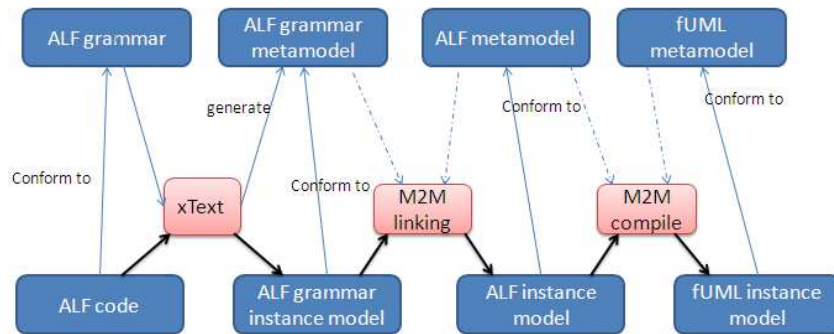 ALF grammar
ALF grammar
metamodel
ALF metamodel
fUML
metamodel
generate
Conform to
Conform to
Conform to
Conform to
xText
M2M
linking
M2M
compile
ALF code
ALF grammar
instance model
ALF instance
model
fUML instance
model